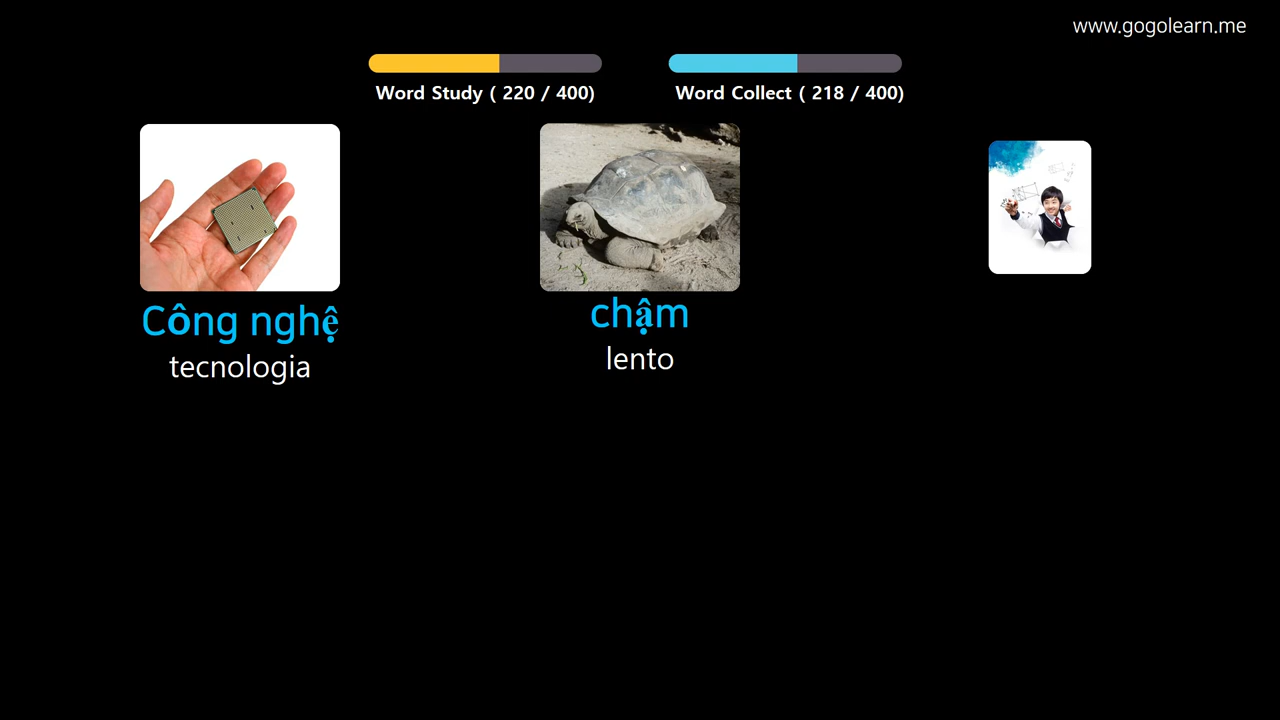 www.gogolearn.me
Word Study ( 220 / 400)
Word Collect ( 218 / 400)
Công nghệ
tecnologia
chậm
lento